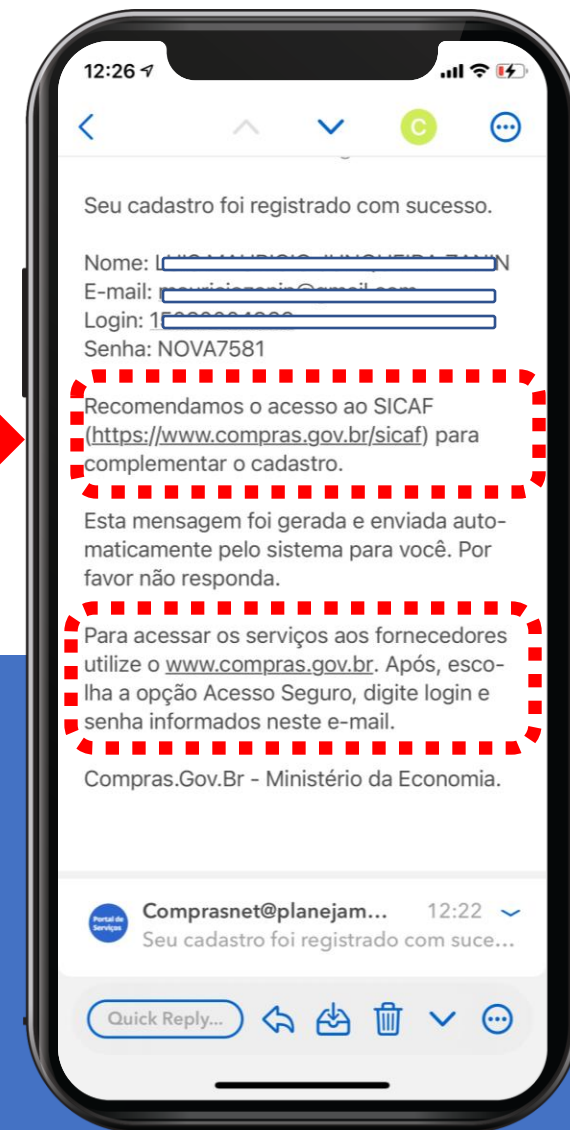 12:26
C
Seu cadastro foi registrado com sucesso.
Nome:
E-mail:
Login:
Senha: NOVA7581
Recomendamos o acesso ao SICAF
(https://www.compras.gov.br/sicaf) para
complementar o cadastro.
Esta mensagem foi gerada e enviada auto-
maticamente pelo sistema para você. Por
favor não responda.
Para acessar os serviços aos fornecedores
utilize o www.compras.gov.br. Após, esco-
lha a opção Acesso Seguro, digite login e
senha informados neste e-mail.
Compras.Gov.Br - Ministério da Economia.
Portal de
Serviços
Comprasnet@planejam... 12:22
Seu cadastro foi registrado com suce...
Quick Reply...